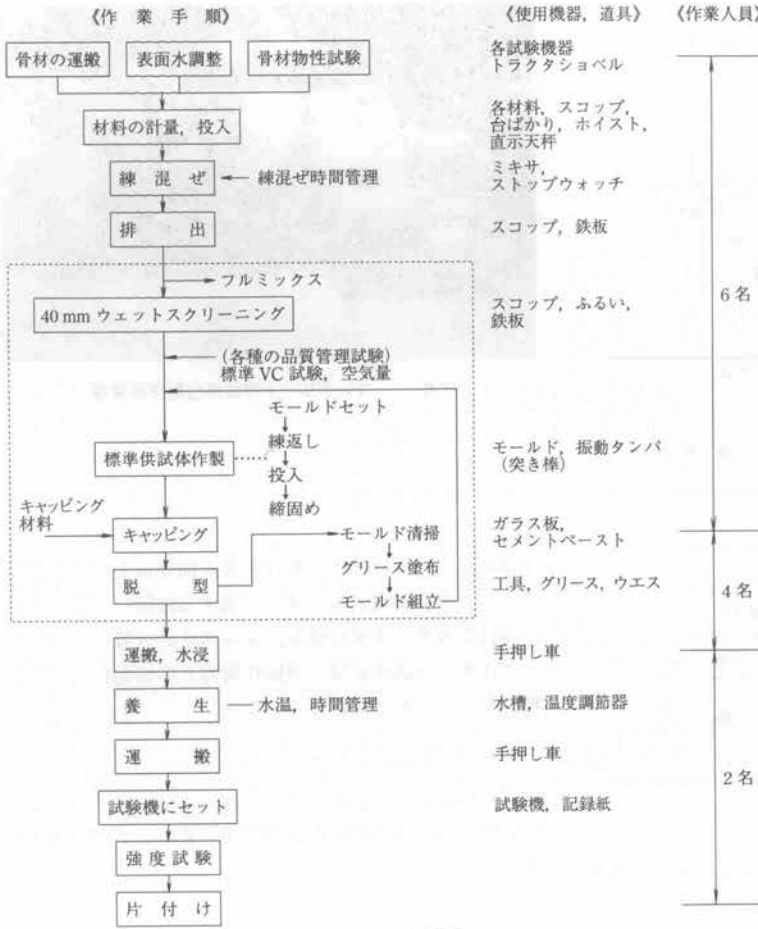 《作業手順》
《使用機器，道具》
《作業人員》
骨材の運搬
表面水調整
骨材物性試験
各試験機器
トラクタショベル
材料の計量，投入
各材料，スコップ，
台ばかり，ホイスト，
直示天秤
練混ぜ
練混ぜ時間管理
ミキサ，
ストップウォッチ
排出
スコップ，鉄板
フルミックス
40 mm ウェットスクリーニング
スコップ，ふるい，
鉄板
6名
(各種の品質管理試験)
標準 VC 試験，空気量
モールドセット
練返し
標準供試体作製
投入
締固め
モールド，振動タンパ
(突き棒)
キャッピング
材料
キャッピング
ガラス板，
セメントペースト
モールド清掃
グリース塗布
モールド組立
脱型
工具，グリース，ウエス
4名
運搬，水浸
手押し車
養生
水温，時間管理
水槽，温度調節器
運搬
手押し車
2名
試験機にセット
試験機，記録紙
強度試験
片付け